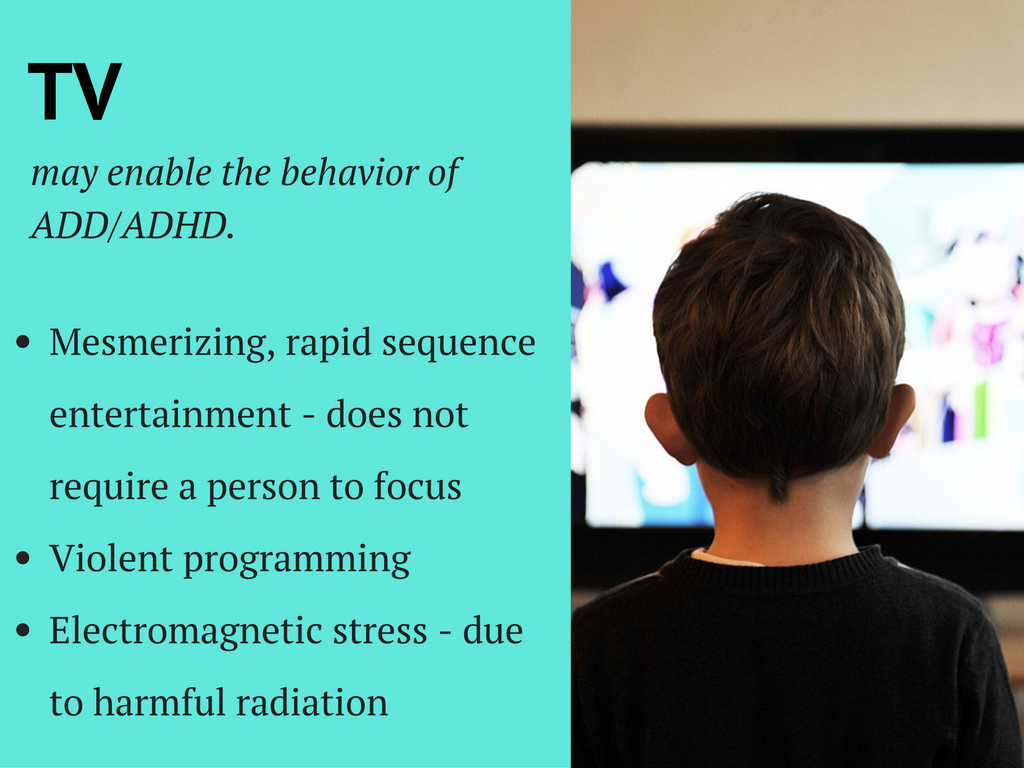 TV
may enable the behavior of
ADD/ADHD.
• Mesmerizing, rapid sequence
entertainment - does not
require a person to focus
• Violent programming
• Electromagnetic stress - due
to harmful radiation